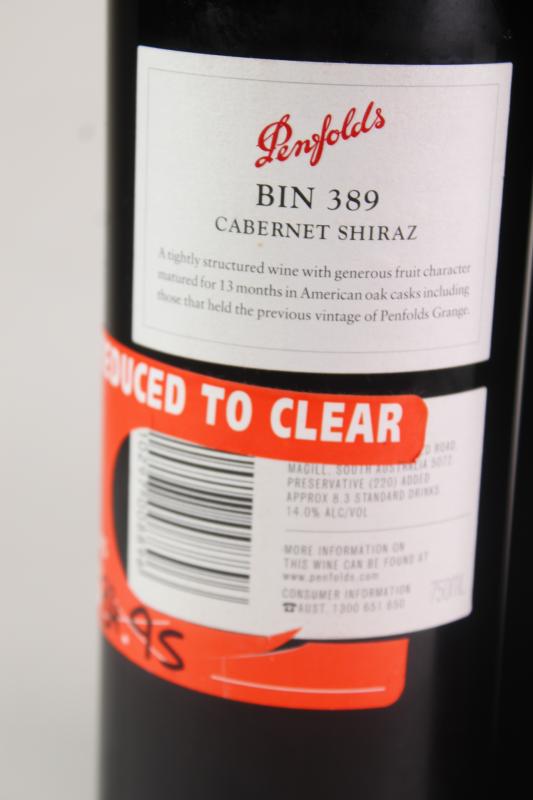 Penfolds
BIN 389
CABERNET SHIRAZ
A tightly structured wine with generous fruit character
matured for 13 months in American oak casks including
those that held the previous vintage of Penfolds Grange.
EDUCED TO CLEAR
ROAD,
MAGILL, SOUTH AUSTRALIA 5072
PRESERVATIVE (220) ADDED
APPROX 8.3 STANDARD DRINKS
14.0% ALC/VOL
MORE INFORMATION ON
THIS WINE CAN BE FOUND AT
www.penfolds.com
750ML
CONSUMER INFORMATION
☎AUST. 1300 651 650
.95